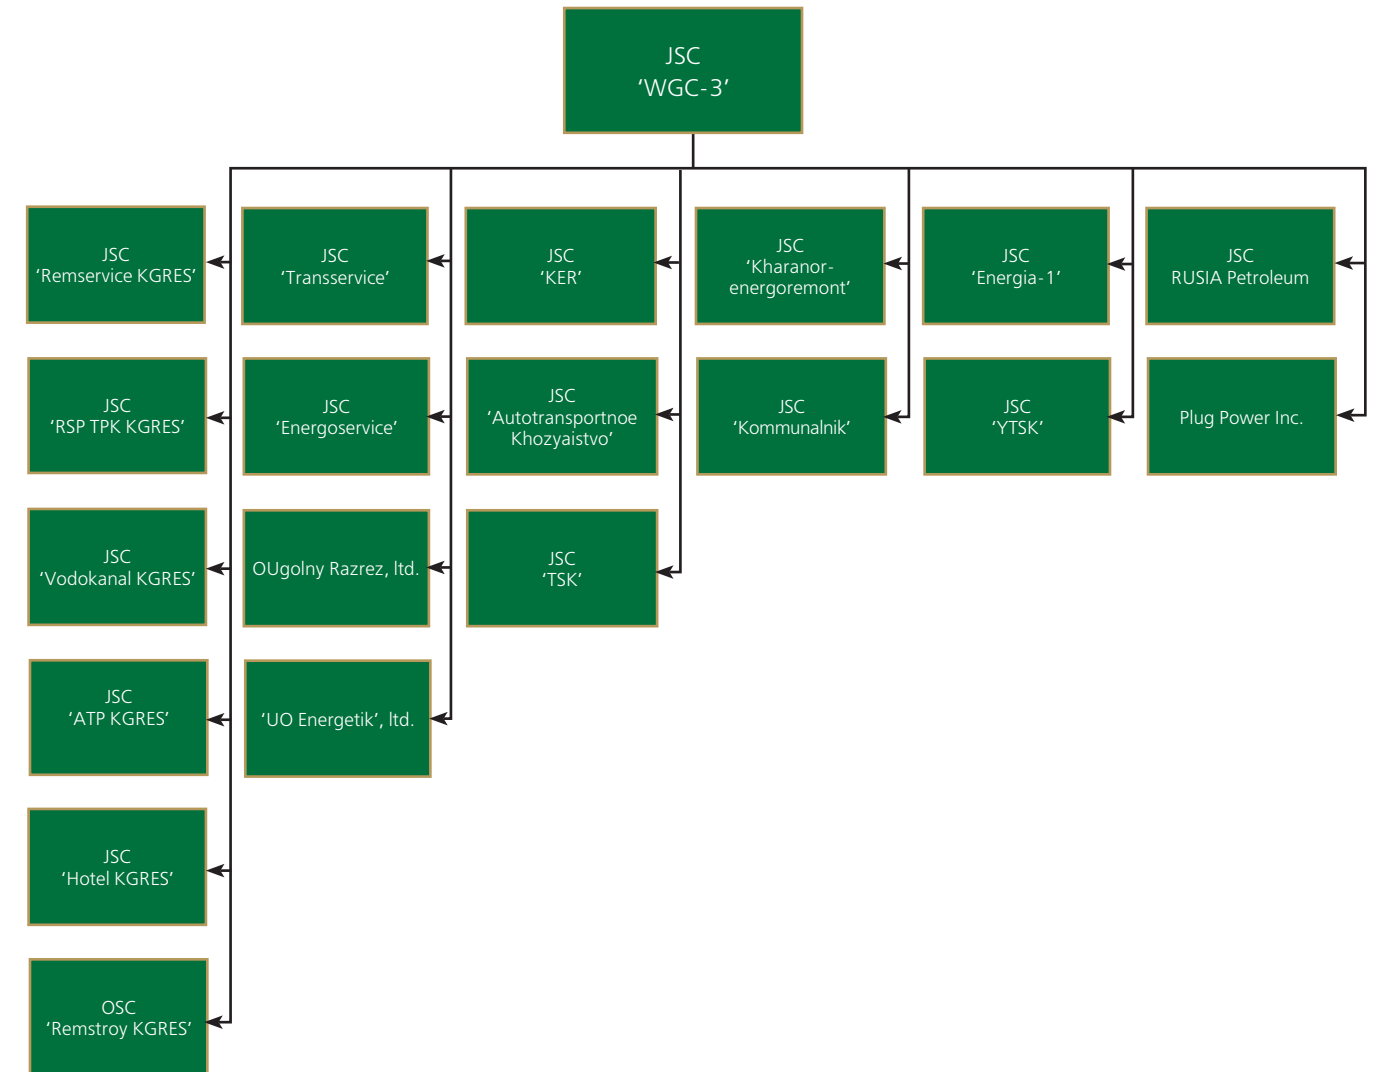 JSC
‘WGC-3’
JSC
‘Remservice KGRES’
JSC
‘Transservice’
JSC
‘KER’
JSC
‘Kharanor-
energoremont’
JSC
‘Energia-1’
JSC
RUSIA Petroleum
JSC
‘RSP TPK KGRES’
JSC
‘Energoservice’
JSC
‘Autotransportnoe
Khozyaistvo’
JSC
‘Kommunalnik’
JSC
‘YTSK’
Plug Power Inc.
JSC
‘Vodokanal KGRES’
OUgolny Razrez, ltd.
JSC
‘TSK’
JSC
‘ATP KGRES’
‘UO Energetik’, ltd.
JSC
‘Hotel KGRES’
OSC
‘Remstroy KGRES’